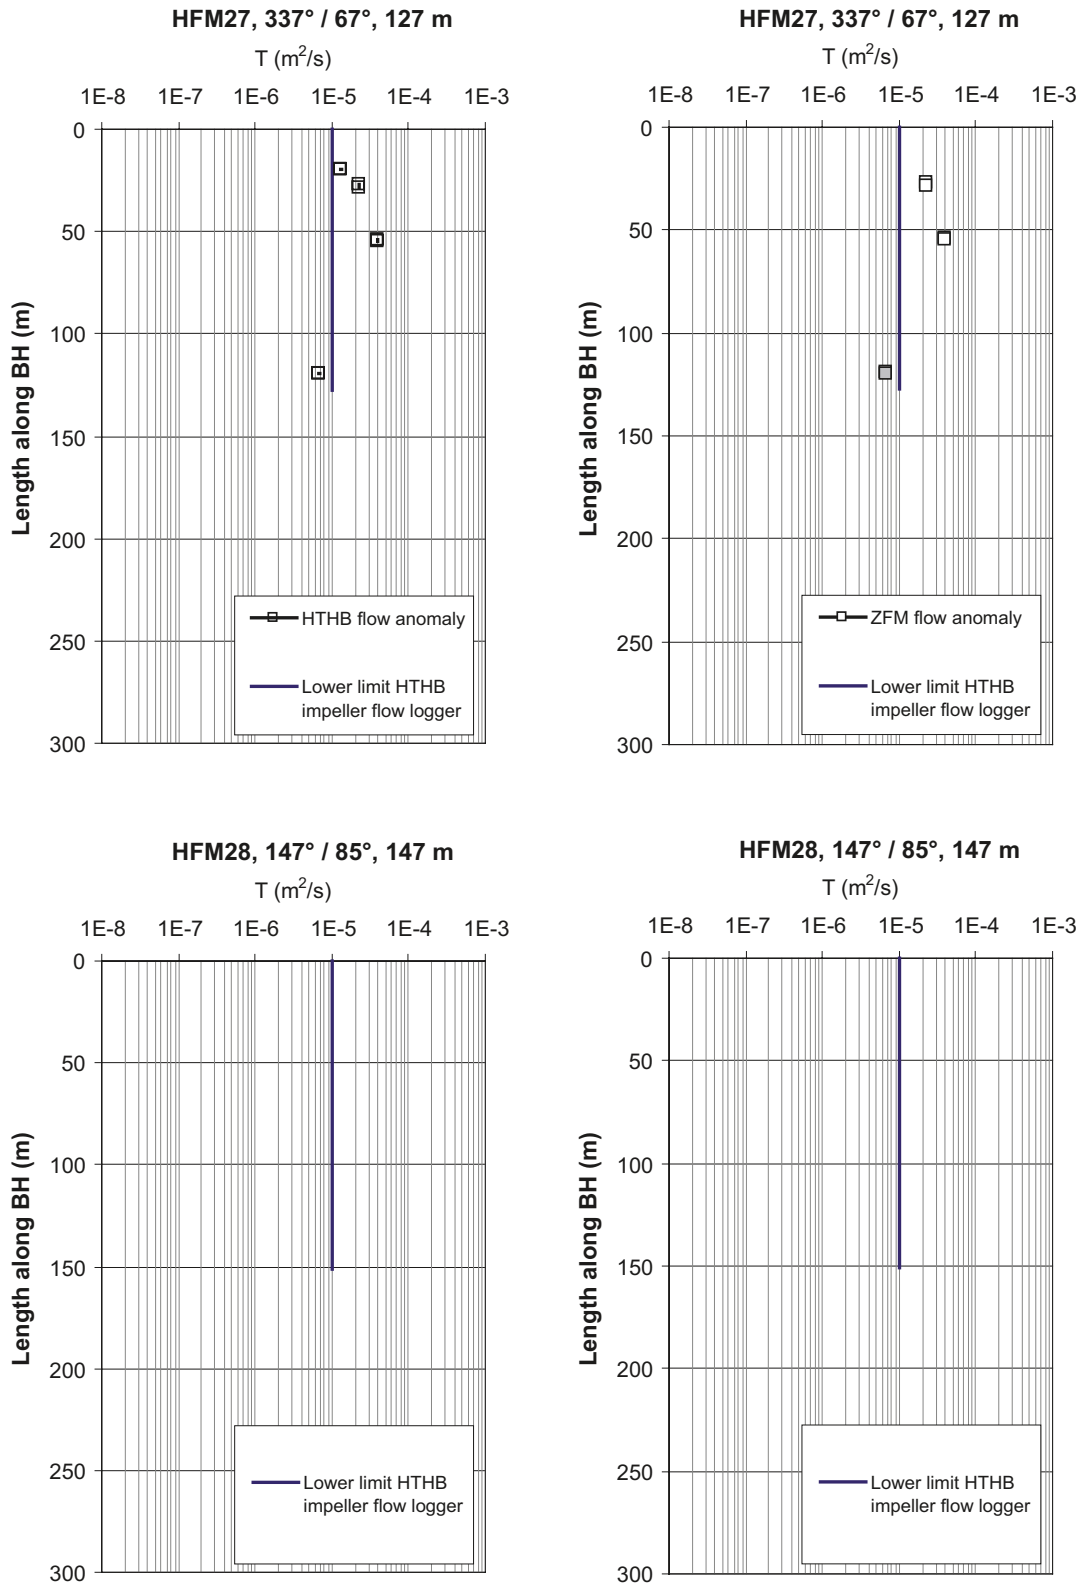 HFM27, 337° / 67°, 127 m
T (m²/s)
1E-8 1E-7 1E-6 1E-5 1E-4 1E-3
0
50
100
150
200
250
300
Length along BH (m)
HTHB flow anomaly
Lower limit HTHB
impeller flow logger
HFM27, 337° / 67°, 127 m
T (m²/s)
1E-8 1E-7 1E-6 1E-5 1E-4 1E-3
0
50
100
150
200
250
300
Length along BH (m)
ZFM flow anomaly
Lower limit HTHB
impeller flow logger
HFM28, 147° / 85°, 147 m
T (m²/s)
1E-8 1E-7 1E-6 1E-5 1E-4 1E-3
0
50
100
150
200
250
300
Length along BH (m)
Lower limit HTHB
impeller flow logger
HFM28, 147° / 85°, 147 m
T (m²/s)
1E-8 1E-7 1E-6 1E-5 1E-4 1E-3
0
50
100
150
200
250
300
Length along BH (m)
Lower limit HTHB
impeller flow logger